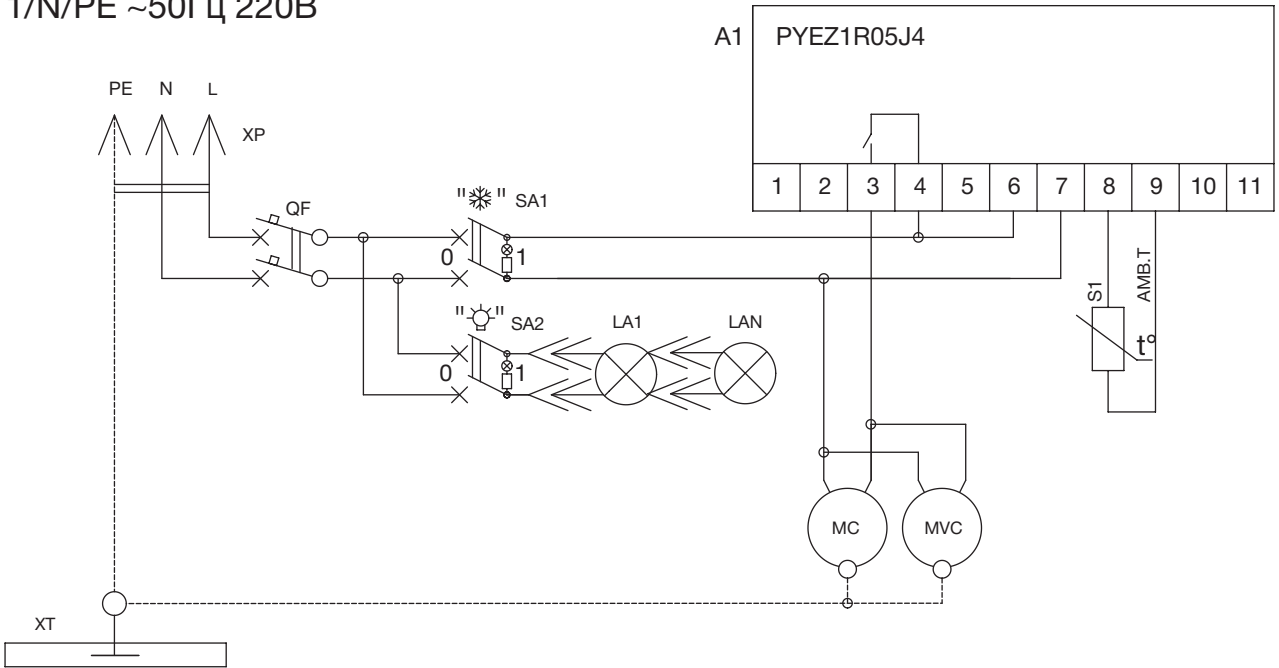 1/N/PE ~50ГЦ 220В
A1 PYEZ1R05J4
PE N L
XP
1 2 3 4 5 6 7 8 9 10 11
QF
" " SA1
0 1
S1
AMB.T
t°
" " SA2
LA1 LAN
0 1
MC MVC
XT